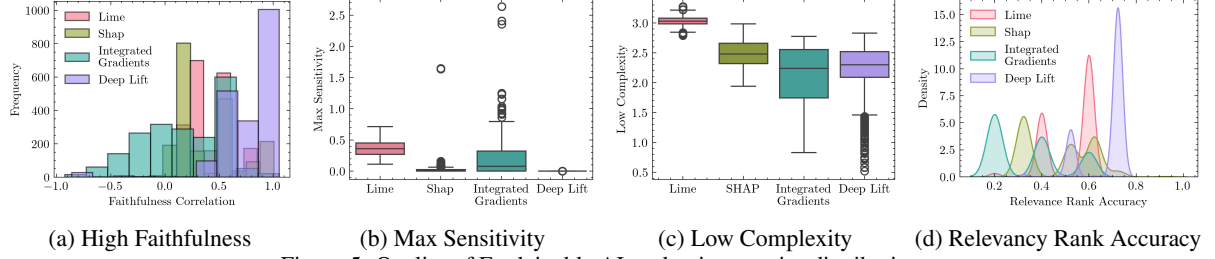 1000
800
600
400
200
0
Frequency
Lime
Shap
Integrated
Gradients
Deep Lift
−1.0 −0.5 0.0 0.5 1.0
Faithfulness Correlation
(a) High Faithfulness
2.5
2.0
1.5
1.0
0.5
0.0
Max Sensitivity
Lime Shap Integrated Deep Lift
Gradients
(b) Max Sensitivity
3.0
2.5
2.0
1.5
1.0
0.5
Low Complexity
Lime SHAP Integrated Deep Lift
Gradients
(c) Low Complexity
15.0
12.5
10.0
7.5
5.0
2.5
0.0
Density
Lime
Shap
Integrated
Gradients
Deep Lift
0.2 0.4 0.6 0.8 1.0
Relevance Rank Accuracy
(d) Relevancy Rank Accuracy